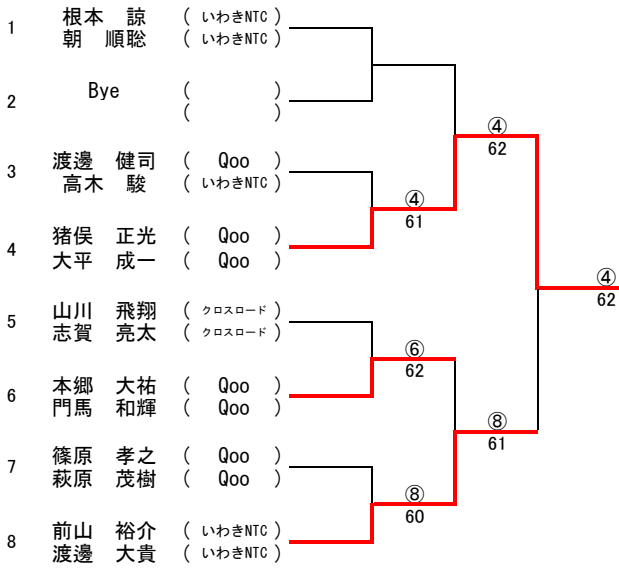 1 根本 諒 ( いわきNTC )
朝 順聡 ( いわきNTC )
2 Bye ( )
( )
④
62
3 渡邊 健司 ( Qoo )
高木 駿 ( いわきNTC )
④
61
4 猪俣 正光 ( Qoo )
大平 成一 ( Qoo )
④
62
5 山川 飛翔 ( クロスロード )
志賀 亮太 ( クロスロード )
⑥
62
6 本郷 大祐 ( Qoo )
門馬 和輝 ( Qoo )
⑧
61
7 篠原 孝之 ( Qoo )
萩原 茂樹 ( Qoo )
⑧
60
8 前山 裕介 ( いわきNTC )
渡邊 大貴 ( いわきNTC )